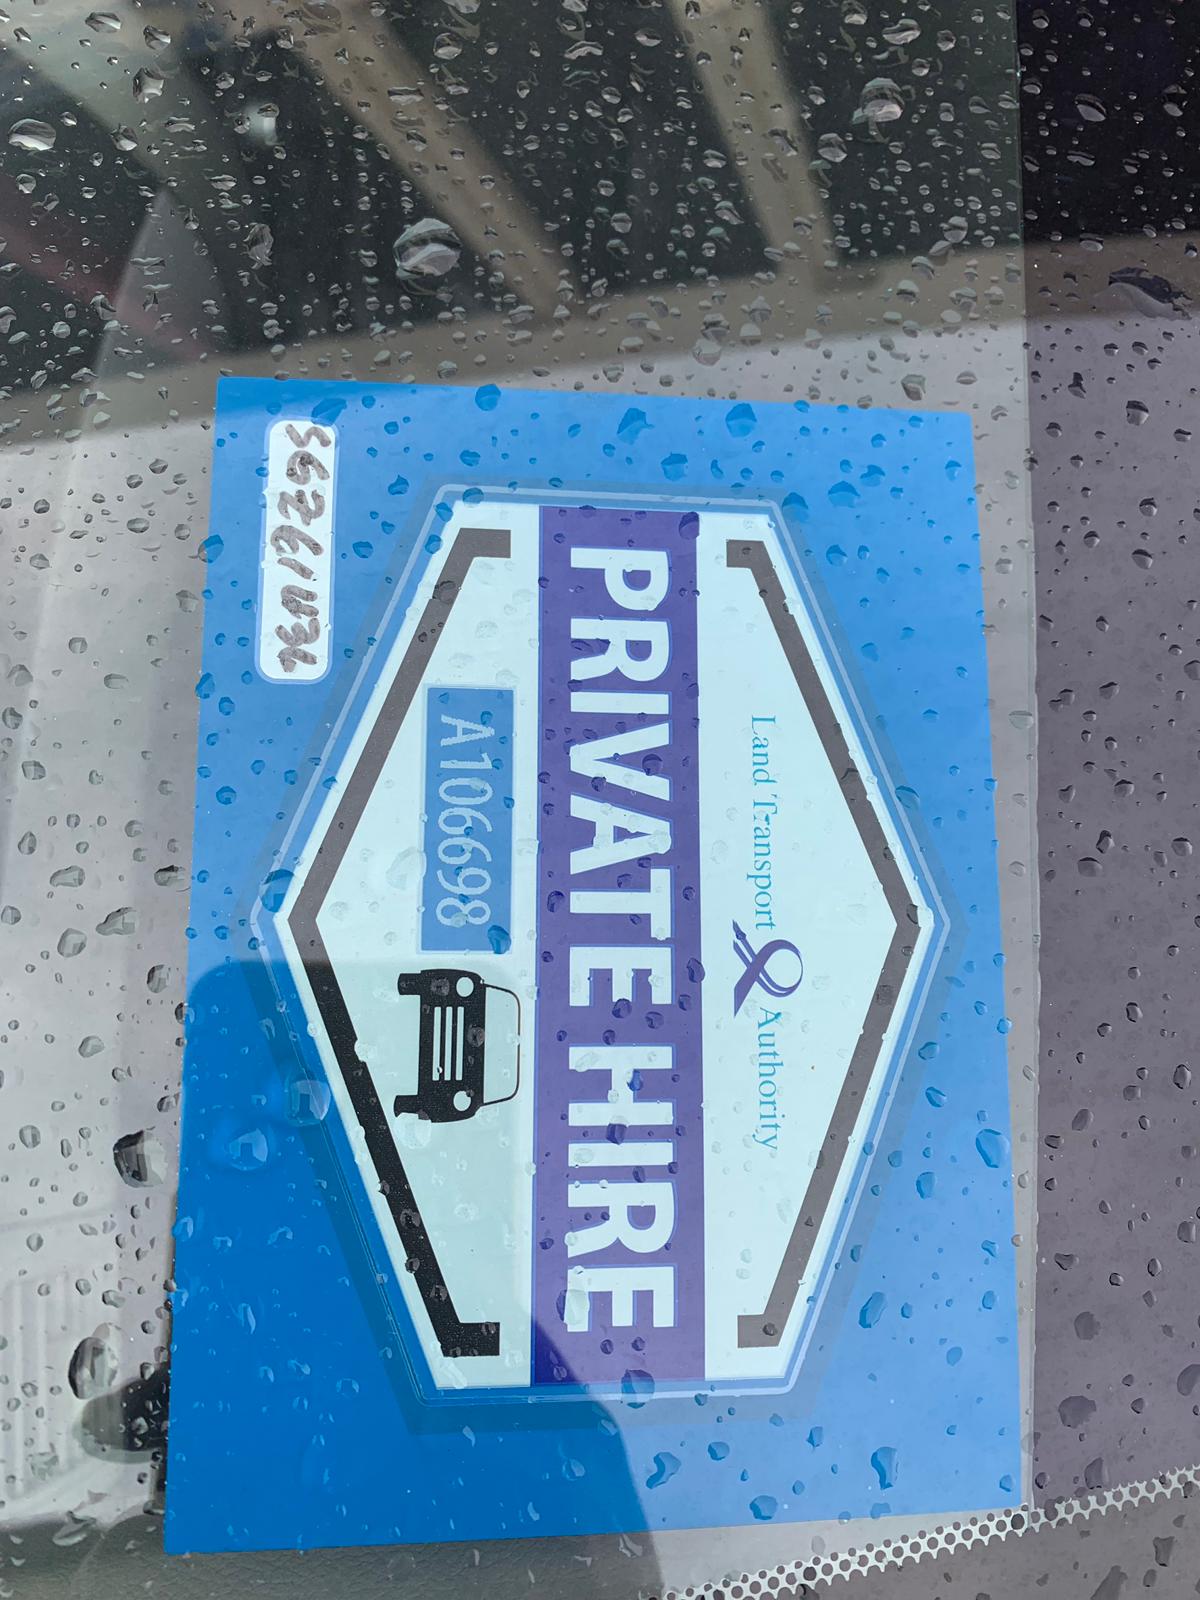 Land Transport Authority
PRIVATE HIRE
A106698